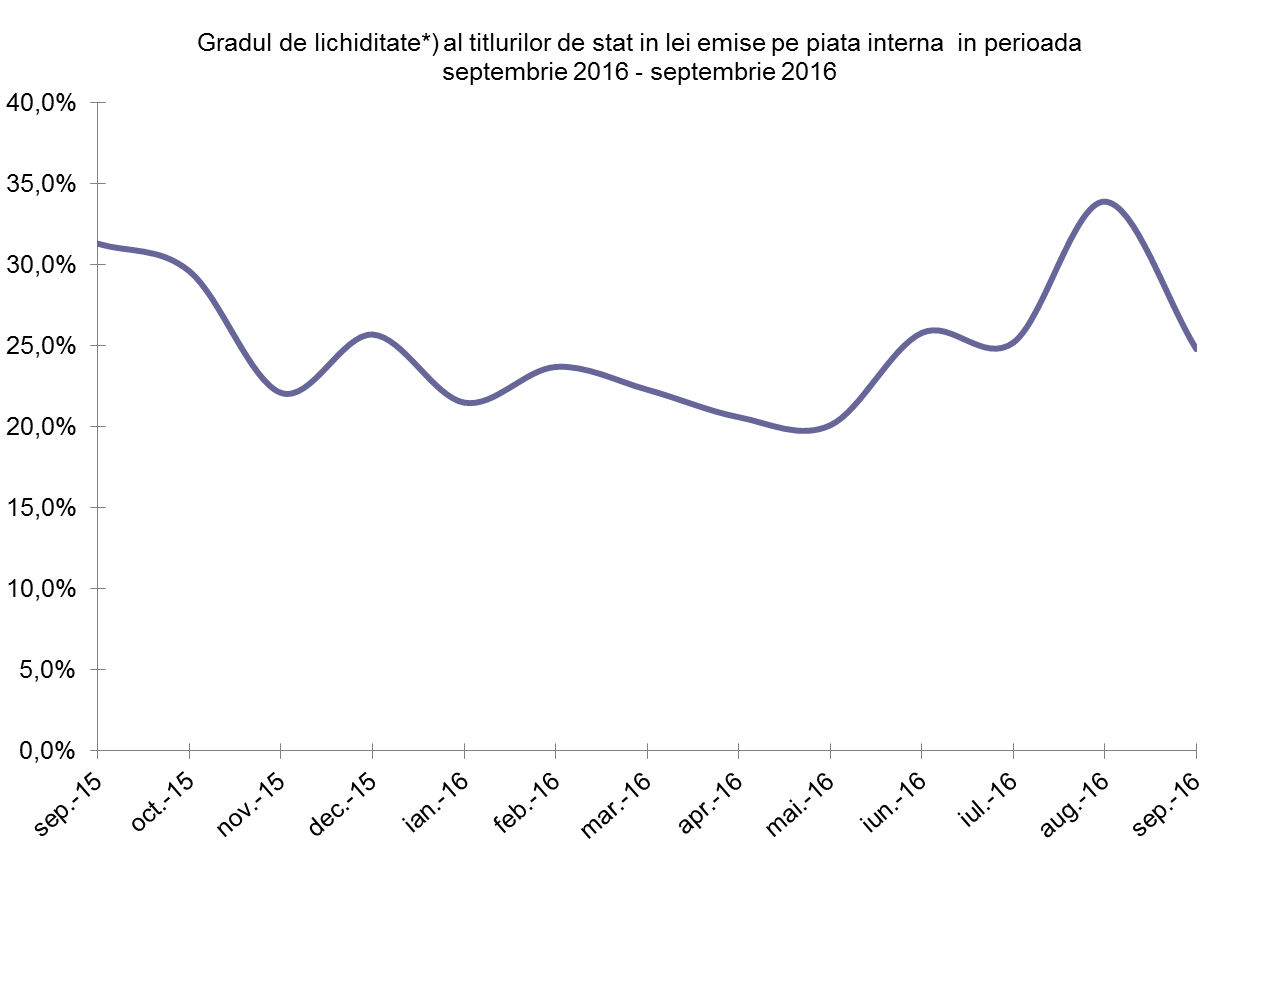 Gradul de lichiditate*) al titlurilor de stat in lei emise pe piata interna  in perioada
septembrie 2016 - septembrie 2016
40,0%
35,0%
30,0%
25,0%
20,0%
15,0%
10,0%
5,0%
0,0%
sep.-15
oct.-15
nov.-15
dec.-15
ian.-16
feb.-16
mar.-16
apr.-16
mai.-16
iun.-16
iul.-16
aug.-16
sep.-16